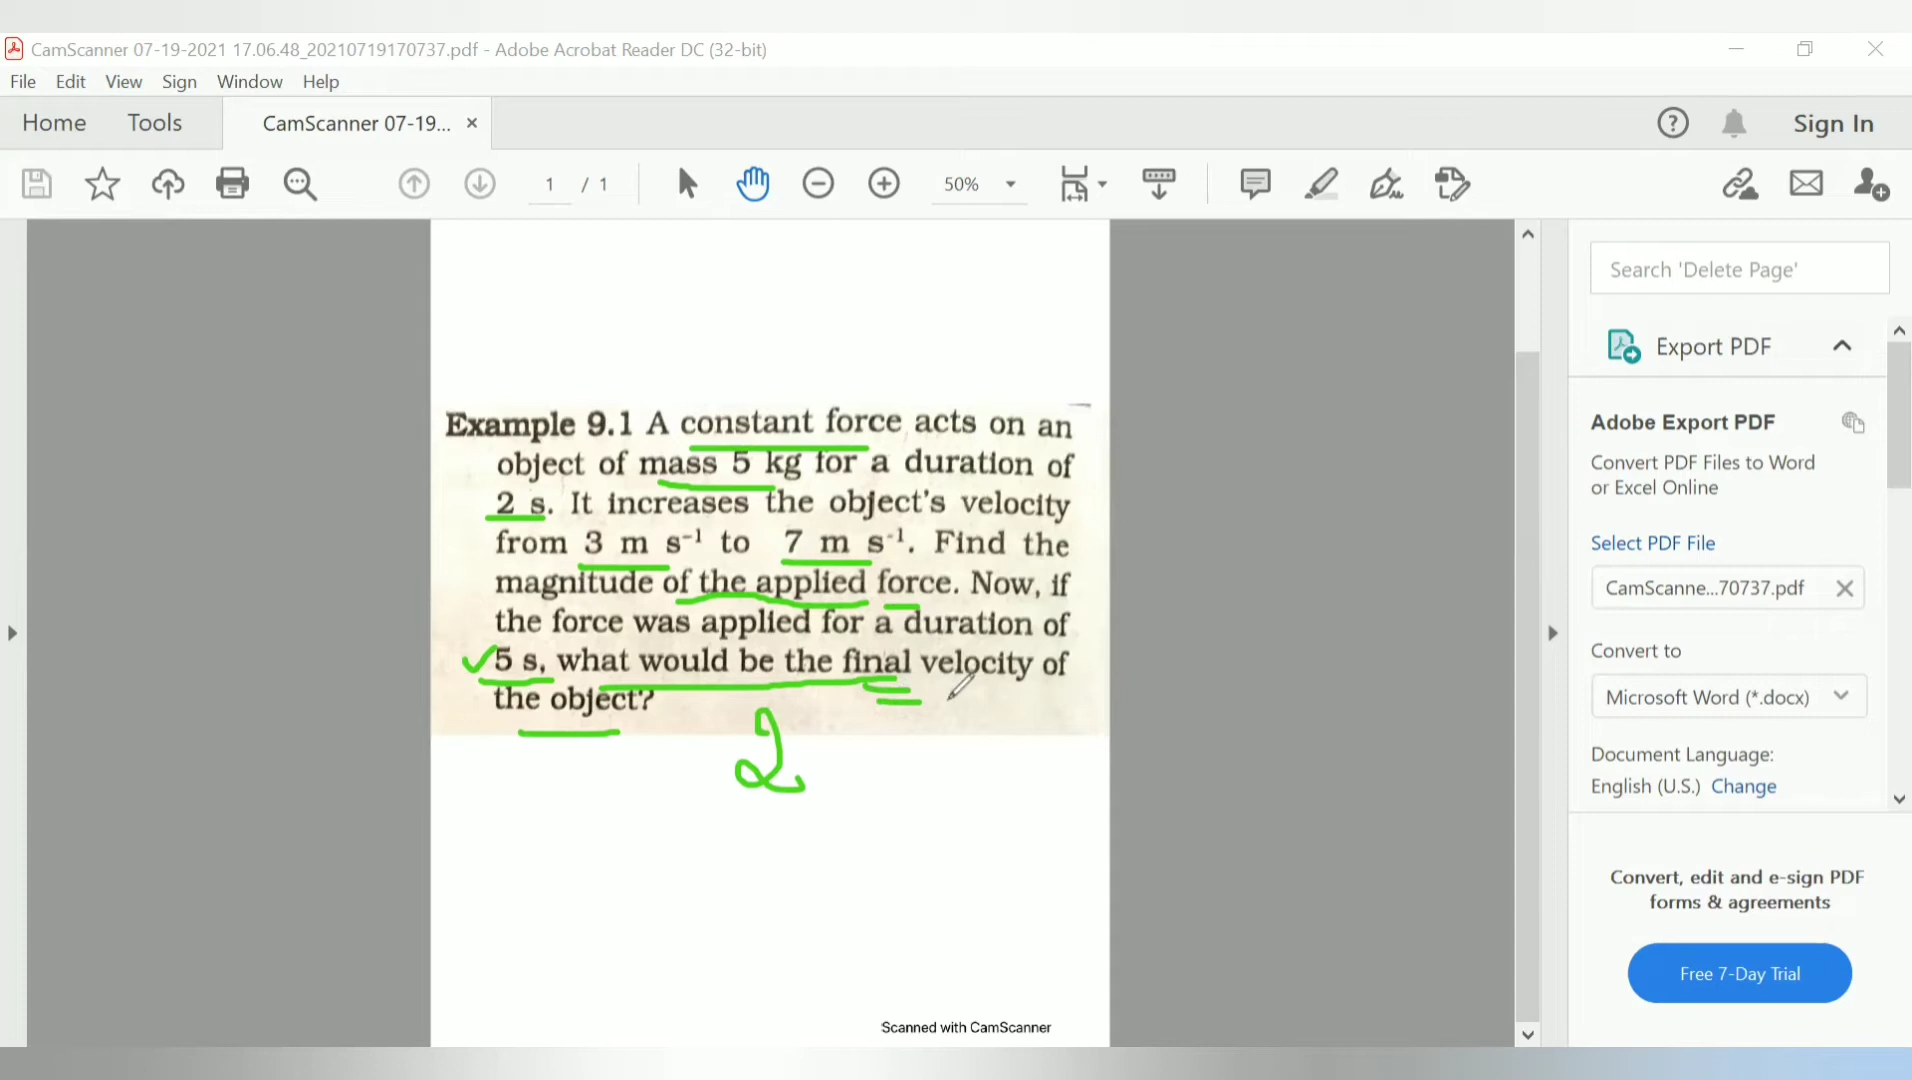 CamScanner 07-19-2021 17.06.48_20210719170737.pdf - Adobe Acrobat Reader DC (32-bit)
File Edit View Sign Window Help
Home Tools CamScanner 07-19... × Sign In
1 / 1 50%
Search 'Delete Page'
Export PDF
Adobe Export PDF
Convert PDF Files to Word
or Excel Online
Select PDF File
CamScanne...70737.pdf
Convert to
Microsoft Word (*.docx)
Document Language:
English (U.S.) Change
Convert, edit and e-sign PDF
forms & agreements
Free 7-Day Trial
Example 9.1 A constant force acts on an
object of mass 5 kg for a duration of
2 s. It increases the object's velocity
from 3 m s⁻¹ to 7 m s⁻¹. Find the
magnitude of the applied force. Now, if
the force was applied for a duration of
5 s, what would be the final velocity of
the object?
2
Scanned with CamScanner